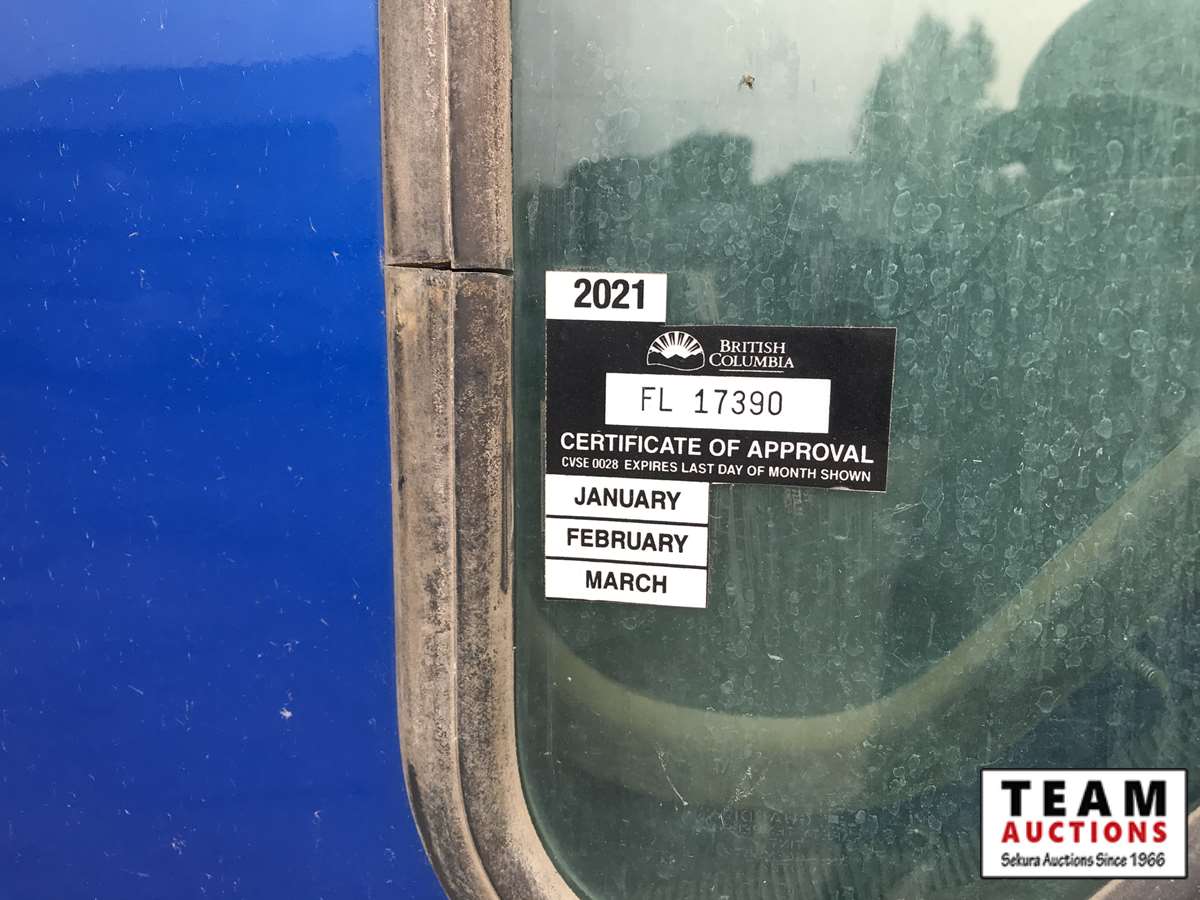 2021
BRITISH
COLUMBIA
FL 17390
CERTIFICATE OF APPROVAL
CVSE 0028 EXPIRES LAST DAY OF MONTH SHOWN
JANUARY
FEBRUARY
MARCH
TEAM
AUCTIONS
Sekura Auctions Since 1966